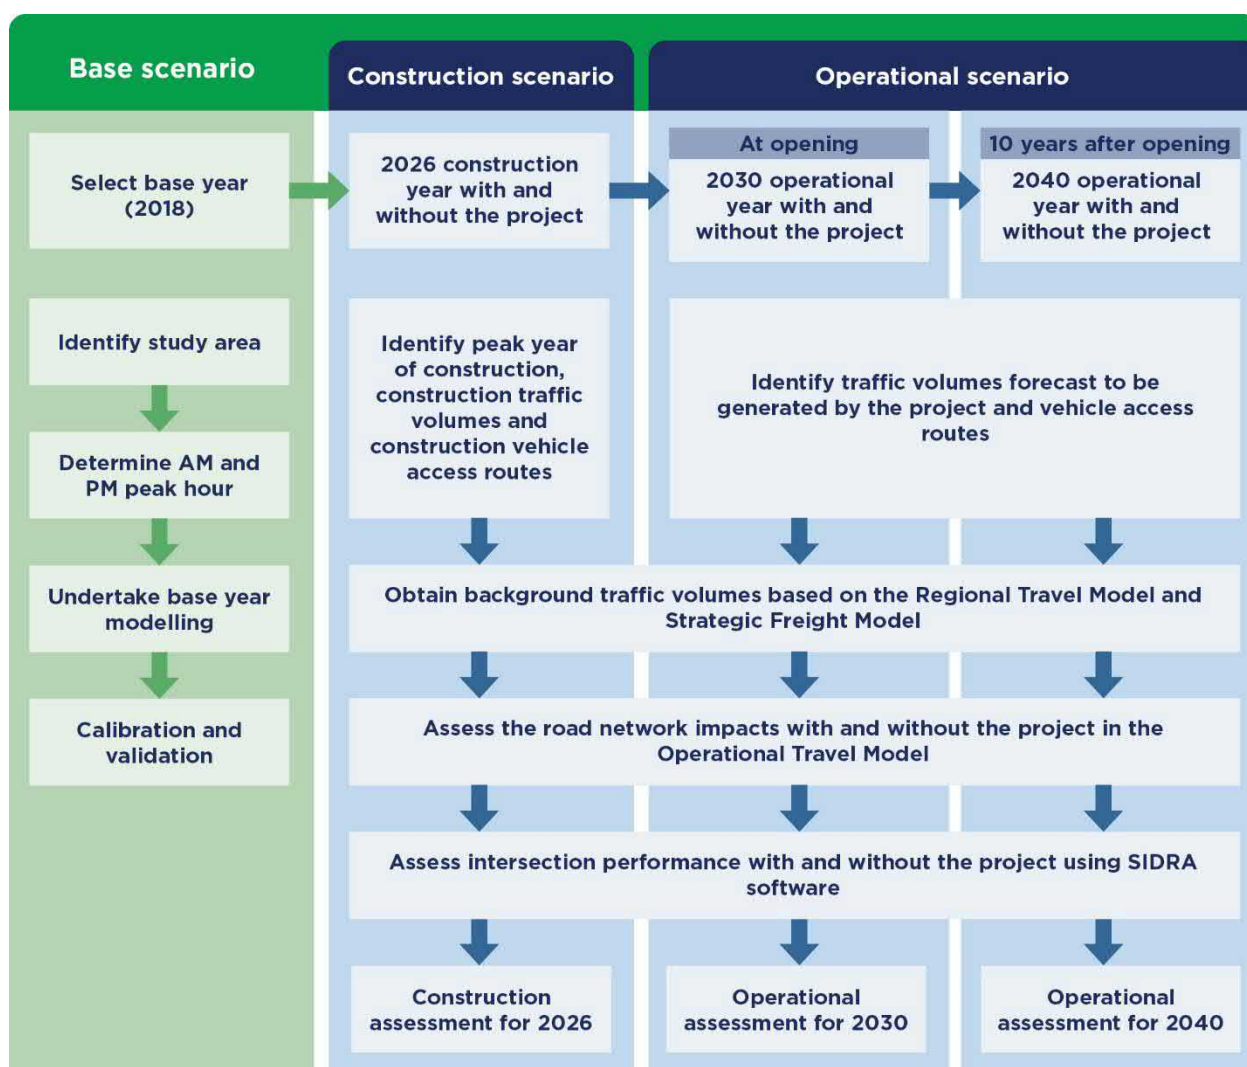 Base scenario
Construction scenario
Operational scenario
Select base year
(2018)
2026 construction
year with and
without the project
At opening
2030 operational
year with and
without the project
10 years after opening
2040 operational
year with and
without the project
Identify study area
Determine AM and
PM peak hour
Undertake base year
modelling
Calibration and
validation
Identify peak year
of construction,
construction traffic
volumes and
construction vehicle
access routes
Identify traffic volumes forecast to be
generated by the project and vehicle access
routes
Obtain background traffic volumes based on the Regional Travel Model and
Strategic Freight Model
Assess the road network impacts with and without the project in the
Operational Travel Model
Assess intersection performance with and without the project using SIDRA
software
Construction
assessment for 2026
Operational
assessment for 2030
Operational
assessment for 2040